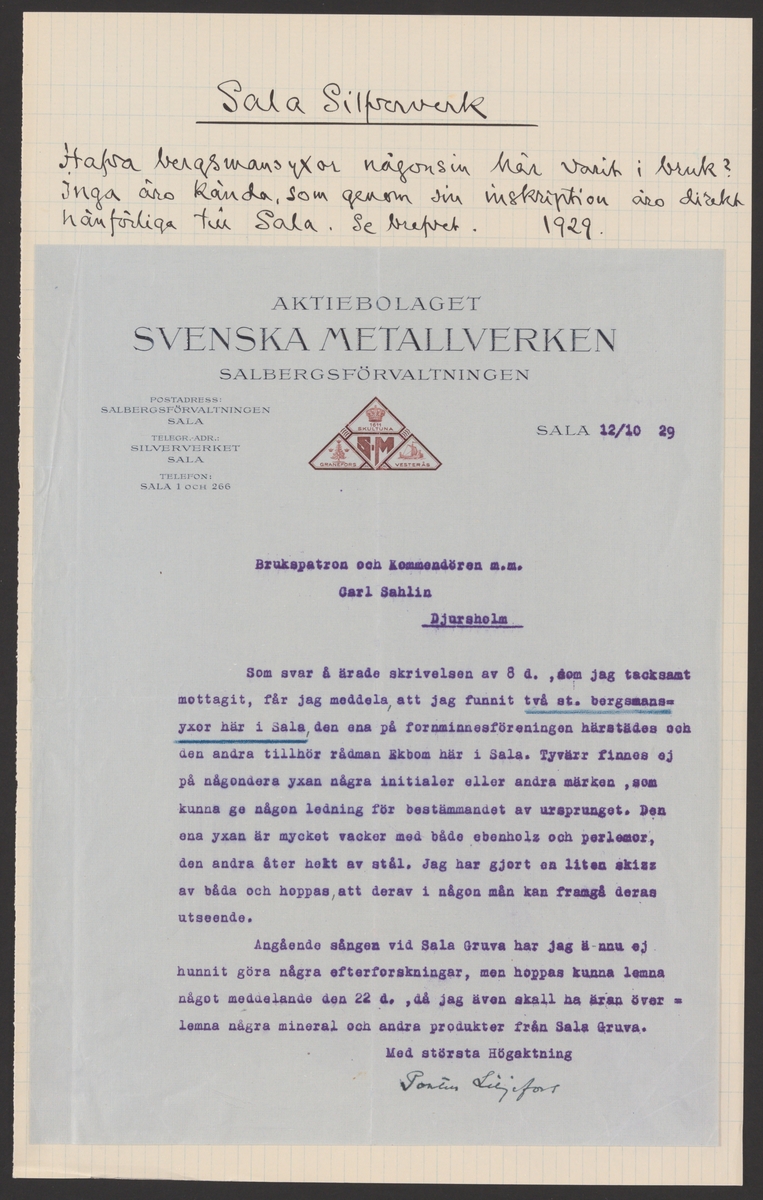 Sala Silfververk
Hafva bergsmansyxor någonsin här varit i bruk?
Inga äro kända, som genom sin inskription äro direkt
hänförliga till Sala. Se brefvet. 1929.
AKTIEBOLAGET
SVENSKA METALLVERKEN
SALBERGSFÖRVALTNINGEN
POSTADRESS:
SALBERGSFÖRVALTNINGEN
SALA
TELEGR.-ADR.:
SILVERVERKET
SALA
TELEFON:
SALA 1 OCH 266
SKULTUNA
S·M
GRANEFORS
VESTERÅS
SALA 12/10 29
Brukspatron och Kommendören m.m.
Carl Sahlin
Djursholm
Som svar å ärade skrivelsen av 8 d. ,som jag tacksamt
mottagit, får jag meddela, att jag funnit två st. bergsmans=
yxor här i Sala, den ena på fornminnesföreningen härstädes och
den andra tillhör rådman Ekbom här i Sala. Tyvärr finnes ej
på någondera yxan några initialer eller andra märken ,som
kunna ge någon ledning för bestämmandet av ursprunget. Den
ena yxan är mycket vacker med både ebenholz och perlemor,
den andra åter helt av stål. Jag har gjort en liten skiss
av båda och hoppas, att derav i någon mån kan framgå deras
utseende.
Angående sången vid Sala Gruva har jag ä nnu ej
hunnit göra några efterforskningar, men hoppas kunna lemna
något meddelande den 22 d. ,då jag även skall ha äran över =
lemna några mineral och andra produkter från Sala Gruva.
Med största Högaktning
Pontus Liljefors